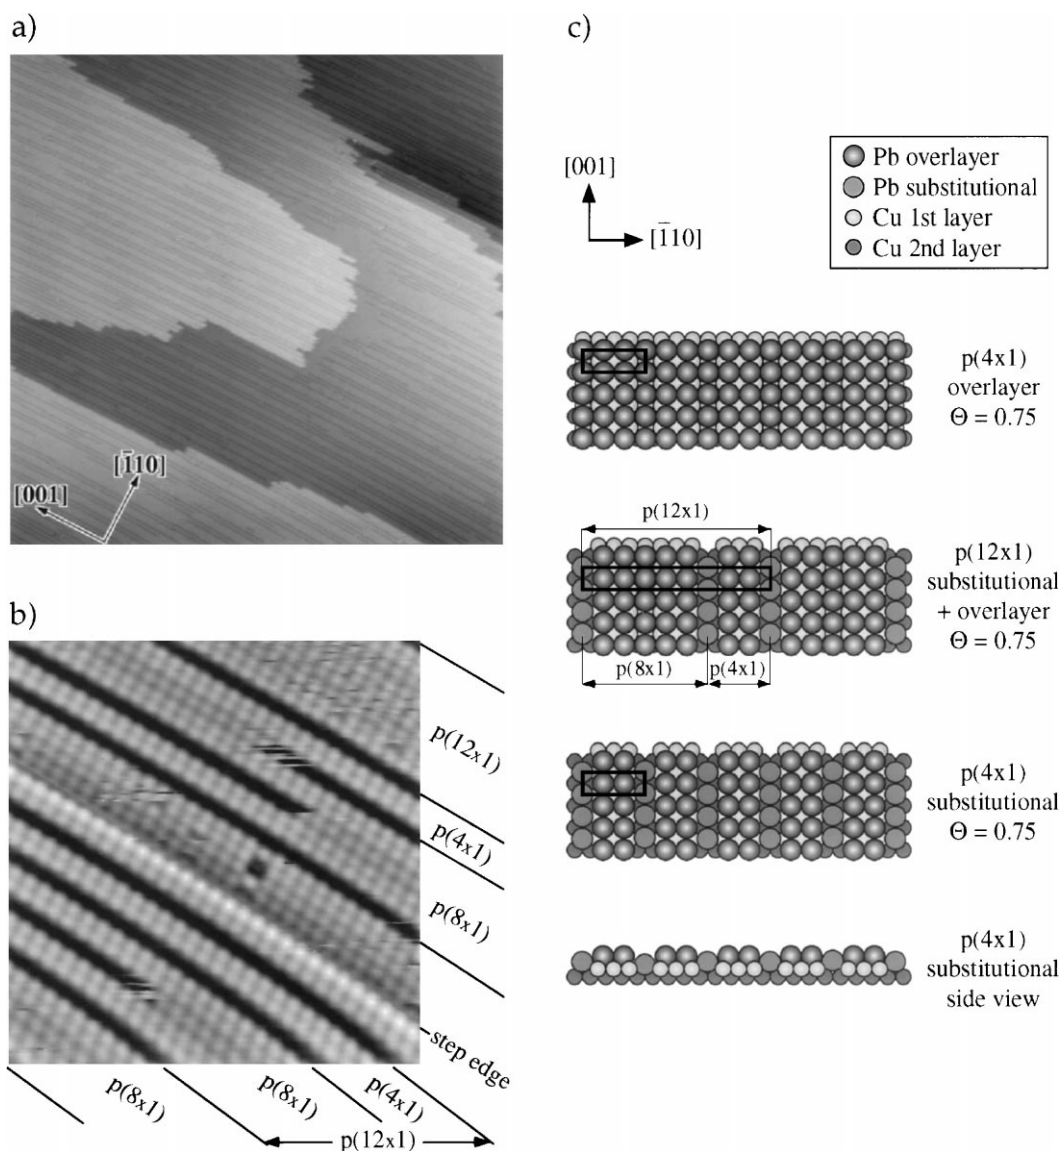 a)
[001]
[1̄10]
b)
p(12x1)
p(4x1)
p(8x1)
step edge
p(8x1)
p(8x1)
p(4x1)
p(12x1)
c)
Pb overlayer
Pb substitutional
Cu 1st layer
Cu 2nd layer
[001]
[1̄10]
p(4x1)
overlayer
Θ = 0.75
p(12x1)
p(8x1)
p(4x1)
p(12x1)
substitutional
+ overlayer
Θ = 0.75
p(4x1)
substitutional
Θ = 0.75
p(4x1)
substitutional
side view